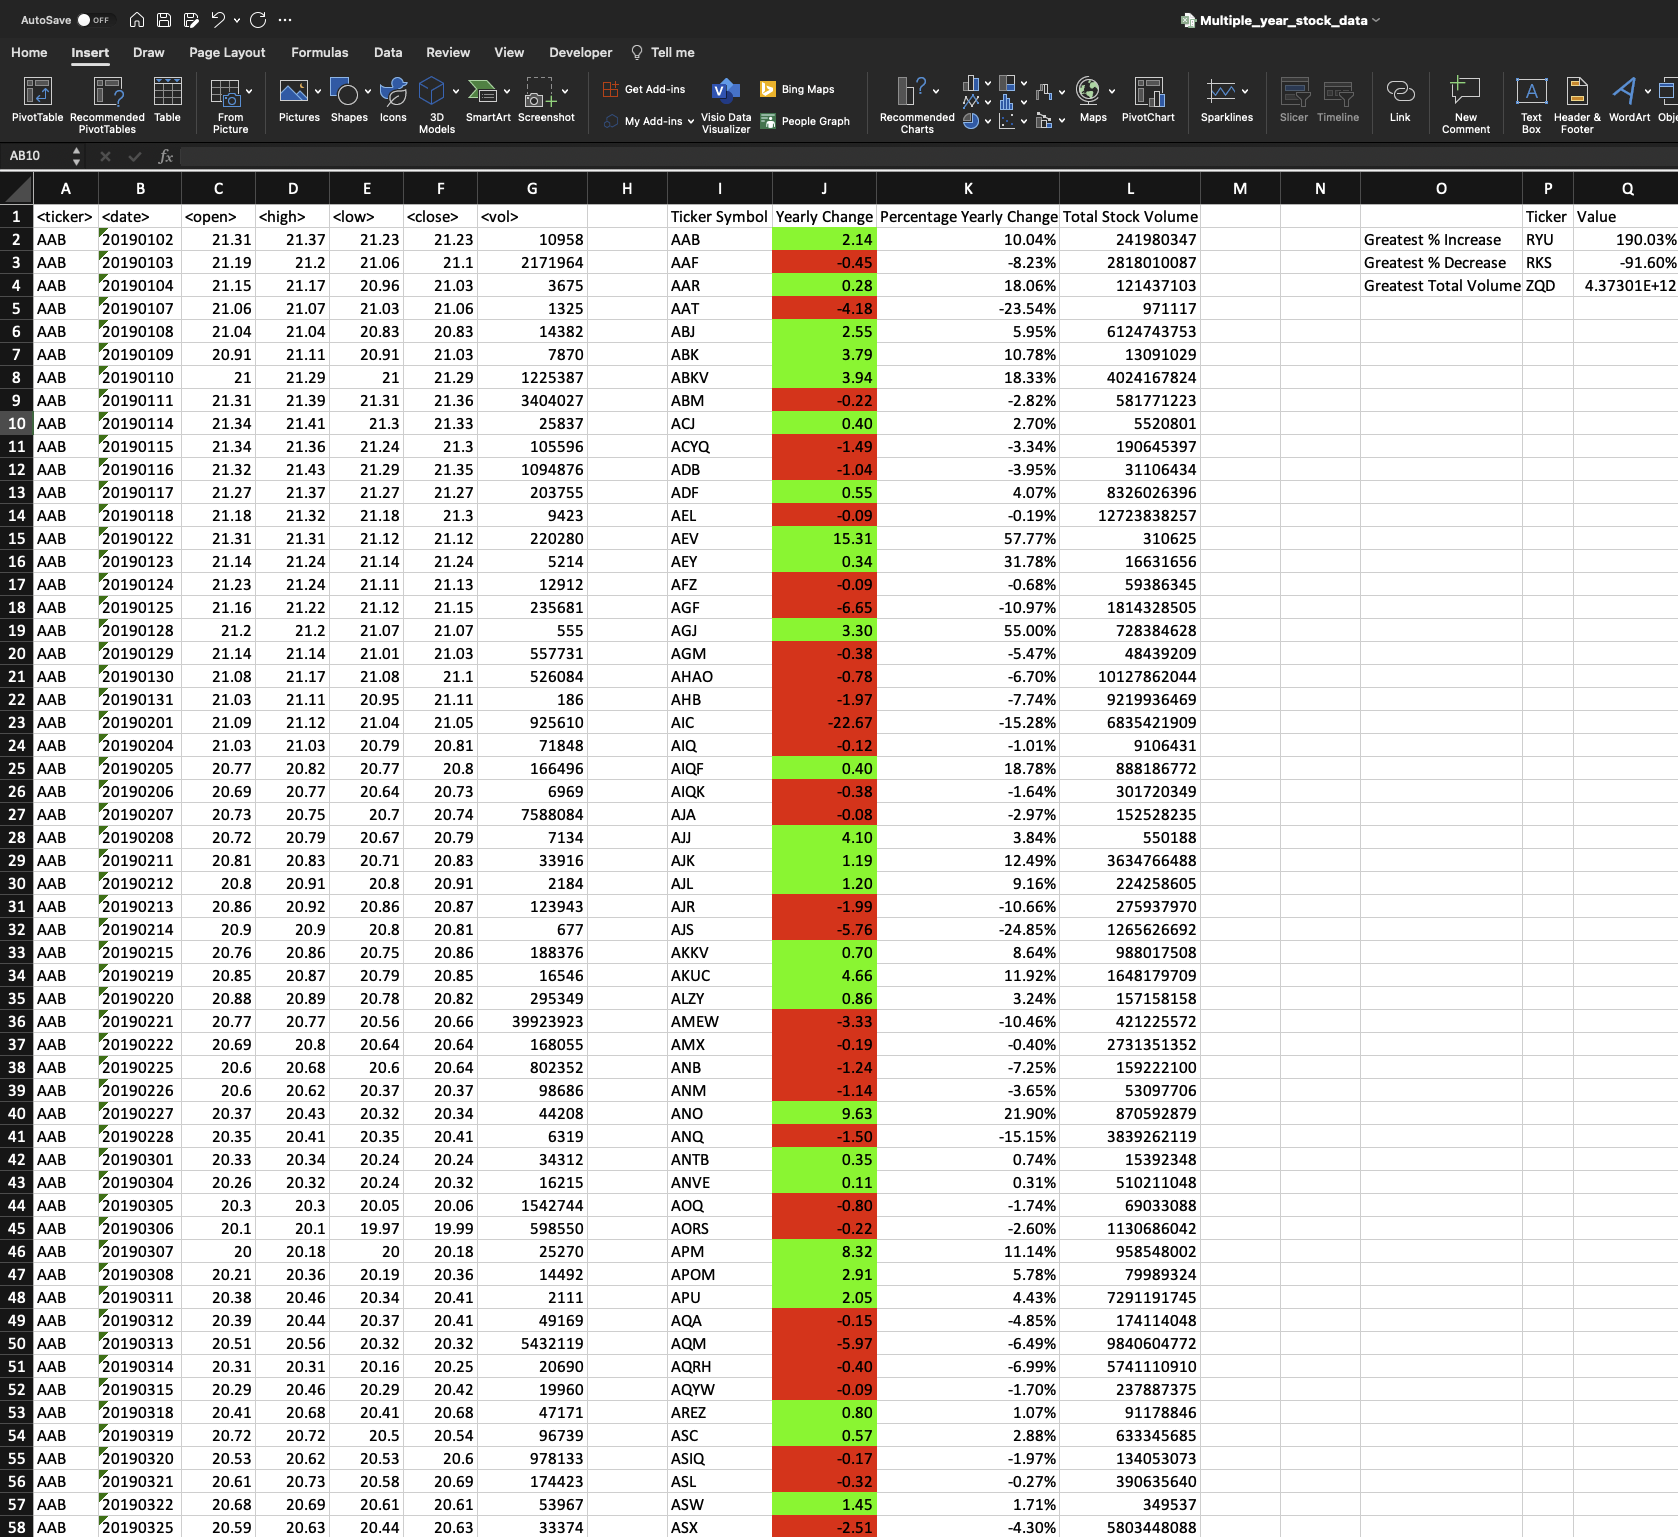 AutoSave OFF Multiple_year_stock_data
Home Insert Draw Page Layout Formulas Data Review View Developer Tell me
PivotTable Recommended PivotTables Table From Picture Pictures Shapes Icons 3D Models SmartArt Screenshot Get Add-ins My Add-ins Visio Data Visualizer Bing Maps People Graph Recommended Charts Maps PivotChart Sparklines Slicer Timeline Link New Comment Text Box Header & Footer WordArt Obje
AB10 fx
A B C D E F G H I J K L M N O P Q
1 <ticker> <date> <open> <high> <low> <close> <vol> Ticker Symbol Yearly Change Percentage Yearly Change Total Stock Volume Ticker Value
2 AAB 20190102 21.31 21.37 21.23 21.23 10958 AAB 2.14 10.04% 241980347 Greatest % Increase RYU 190.03%
3 AAB 20190103 21.19 21.2 21.06 21.1 2171964 AAF -0.45 -8.23% 2818010087 Greatest % Decrease RKS -91.60%
4 AAB 20190104 21.15 21.17 20.96 21.03 3675 AAR 0.28 18.06% 121437103 Greatest Total Volume ZQD 4.37301E+12
5 AAB 20190107 21.06 21.07 21.03 21.06 1325 AAT -4.18 -23.54% 971117
6 AAB 20190108 21.04 21.04 20.83 20.83 14382 ABJ 2.55 5.95% 6124743753
7 AAB 20190109 20.91 21.11 20.91 21.03 7870 ABK 3.79 10.78% 13091029
8 AAB 20190110 21 21.29 21 21.29 1225387 ABKV 3.94 18.33% 4024167824
9 AAB 20190111 21.31 21.39 21.31 21.36 3404027 ABM -0.22 -2.82% 581771223
10 AAB 20190114 21.34 21.41 21.3 21.33 25837 ACJ 0.40 2.70% 5520801
11 AAB 20190115 21.34 21.36 21.24 21.3 105596 ACYQ -1.49 -3.34% 190645397
12 AAB 20190116 21.32 21.43 21.29 21.35 1094876 ADB -1.04 -3.95% 31106434
13 AAB 20190117 21.27 21.37 21.27 21.27 203755 ADF 0.55 4.07% 8326026396
14 AAB 20190118 21.18 21.32 21.18 21.3 9423 AEL -0.09 -0.19% 12723838257
15 AAB 20190122 21.31 21.31 21.12 21.12 220280 AEV 15.31 57.77% 310625
16 AAB 20190123 21.14 21.24 21.14 21.24 5214 AEY 0.34 31.78% 16631656
17 AAB 20190124 21.23 21.24 21.11 21.13 12912 AFZ -0.09 -0.68% 59386345
18 AAB 20190125 21.16 21.22 21.12 21.15 235681 AGF -6.65 -10.97% 1814328505
19 AAB 20190128 21.2 21.2 21.07 21.07 555 AGJ 3.30 55.00% 728384628
20 AAB 20190129 21.14 21.14 21.01 21.03 557731 AGM -0.38 -5.47% 48439209
21 AAB 20190130 21.08 21.17 21.08 21.1 526084 AHAO -0.78 -6.70% 10127862044
22 AAB 20190131 21.03 21.11 20.95 21.11 186 AHB -1.97 -7.74% 9219936469
23 AAB 20190201 21.09 21.12 21.04 21.05 925610 AIC -22.67 -15.28% 6835421909
24 AAB 20190204 21.03 21.03 20.79 20.81 71848 AIQ -0.12 -1.01% 9106431
25 AAB 20190205 20.77 20.82 20.77 20.8 166496 AIQF 0.40 18.78% 888186772
26 AAB 20190206 20.69 20.77 20.64 20.73 6969 AIQK -0.38 -1.64% 301720349
27 AAB 20190207 20.73 20.75 20.7 20.74 7588084 AJA -0.08 -2.97% 152528235
28 AAB 20190208 20.72 20.79 20.67 20.79 7134 AJJ 4.10 3.84% 550188
29 AAB 20190211 20.81 20.83 20.71 20.83 33916 AJK 1.19 12.49% 3634766488
30 AAB 20190212 20.8 20.91 20.8 20.91 2184 AJL 1.20 9.16% 224258605
31 AAB 20190213 20.86 20.92 20.86 20.87 123943 AJR -1.99 -10.66% 275937970
32 AAB 20190214 20.9 20.9 20.8 20.81 677 AJS -5.76 -24.85% 1265626692
33 AAB 20190215 20.76 20.86 20.75 20.86 188376 AKKV 0.70 8.64% 988017508
34 AAB 20190219 20.85 20.87 20.79 20.85 16546 AKUC 4.66 11.92% 1648179709
35 AAB 20190220 20.88 20.89 20.78 20.82 295349 ALZY 0.86 3.24% 157158158
36 AAB 20190221 20.77 20.77 20.56 20.66 39923923 AMEW -3.33 -10.46% 421225572
37 AAB 20190222 20.69 20.8 20.64 20.64 168055 AMX -0.19 -0.40% 2731351352
38 AAB 20190225 20.6 20.68 20.6 20.64 802352 ANB -1.24 -7.25% 159222100
39 AAB 20190226 20.6 20.62 20.37 20.37 98686 ANM -1.14 -3.65% 53097706
40 AAB 20190227 20.37 20.43 20.32 20.34 44208 ANO 9.63 21.90% 870592879
41 AAB 20190228 20.35 20.41 20.35 20.41 6319 ANQ -1.50 -15.15% 3839262119
42 AAB 20190301 20.33 20.34 20.24 20.24 34312 ANTB 0.35 0.74% 15392348
43 AAB 20190304 20.26 20.32 20.24 20.32 16215 ANVE 0.11 0.31% 510211048
44 AAB 20190305 20.3 20.3 20.05 20.06 1542744 AOQ -0.80 -1.74% 69033088
45 AAB 20190306 20.1 20.1 19.97 19.99 598550 AORS -0.22 -2.60% 1130686042
46 AAB 20190307 20 20.18 20 20.18 25270 APM 8.32 11.14% 958548002
47 AAB 20190308 20.21 20.36 20.19 20.36 14492 APOM 2.91 5.78% 79989324
48 AAB 20190311 20.38 20.46 20.34 20.41 2111 APU 2.05 4.43% 7291191745
49 AAB 20190312 20.39 20.44 20.37 20.41 49169 AQA -0.15 -4.85% 174114048
50 AAB 20190313 20.51 20.56 20.32 20.32 5432119 AQM -5.97 -6.49% 9840604772
51 AAB 20190314 20.31 20.31 20.16 20.25 20690 AQRH -0.40 -6.99% 5741110910
52 AAB 20190315 20.29 20.46 20.29 20.42 19960 AQYW -0.09 -1.70% 237887375
53 AAB 20190318 20.41 20.68 20.41 20.68 47171 AREZ 0.80 1.07% 91178846
54 AAB 20190319 20.72 20.72 20.5 20.54 96739 ASC 0.57 2.88% 633345685
55 AAB 20190320 20.53 20.62 20.53 20.6 978133 ASIQ -0.17 -1.97% 134053073
56 AAB 20190321 20.61 20.73 20.58 20.69 174423 ASL -0.32 -0.27% 390635640
57 AAB 20190322 20.68 20.69 20.61 20.61 53967 ASW 1.45 1.71% 349537
58 AAB 20190325 20.59 20.63 20.44 20.63 33374 ASX -2.51 -4.30% 5803448088